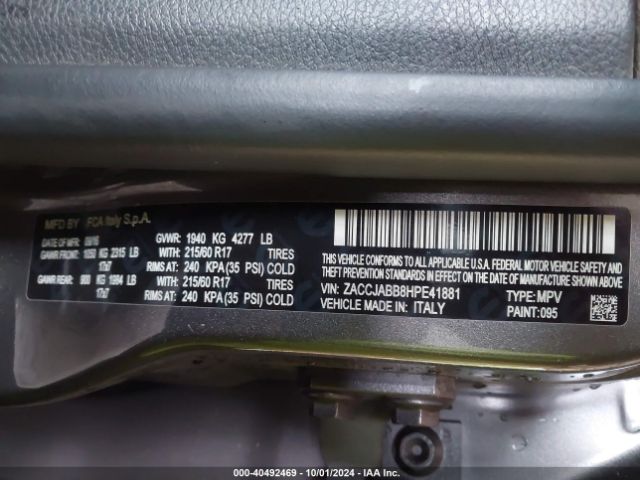 MFD BY FCA Italy S.p.A.
DATE OF MFR: 09/16 GVWR: 1940 KG 4277 LB
GAWR FRONT: 1050 KG 2315 LB WITH: 215/60 R17 TIRES
17x7 RIMS AT: 240 KPA(35 PSI) COLD
GAWR REAR: 900 KG 1984 LB WITH: 215/60 R17 TIRES
17x7 RIMS AT: 240 KPA(35 PSI) COLD
THIS VEHICLE CONFORMS TO ALL APPLICABLE U.S.A. FEDERAL MOTOR VEHICLE SAFETY
AND THEFT PREVENTION STANDARDS IN EFFECT ON THE DATE OF MANUFACTURE SHOWN ABOVE.
VIN: ZACCJABB8HPE41881 TYPE: MPV
VEHICLE MADE IN: ITALY PAINT: 095
000-40492469 - 10/01/2024 - IAA Inc.